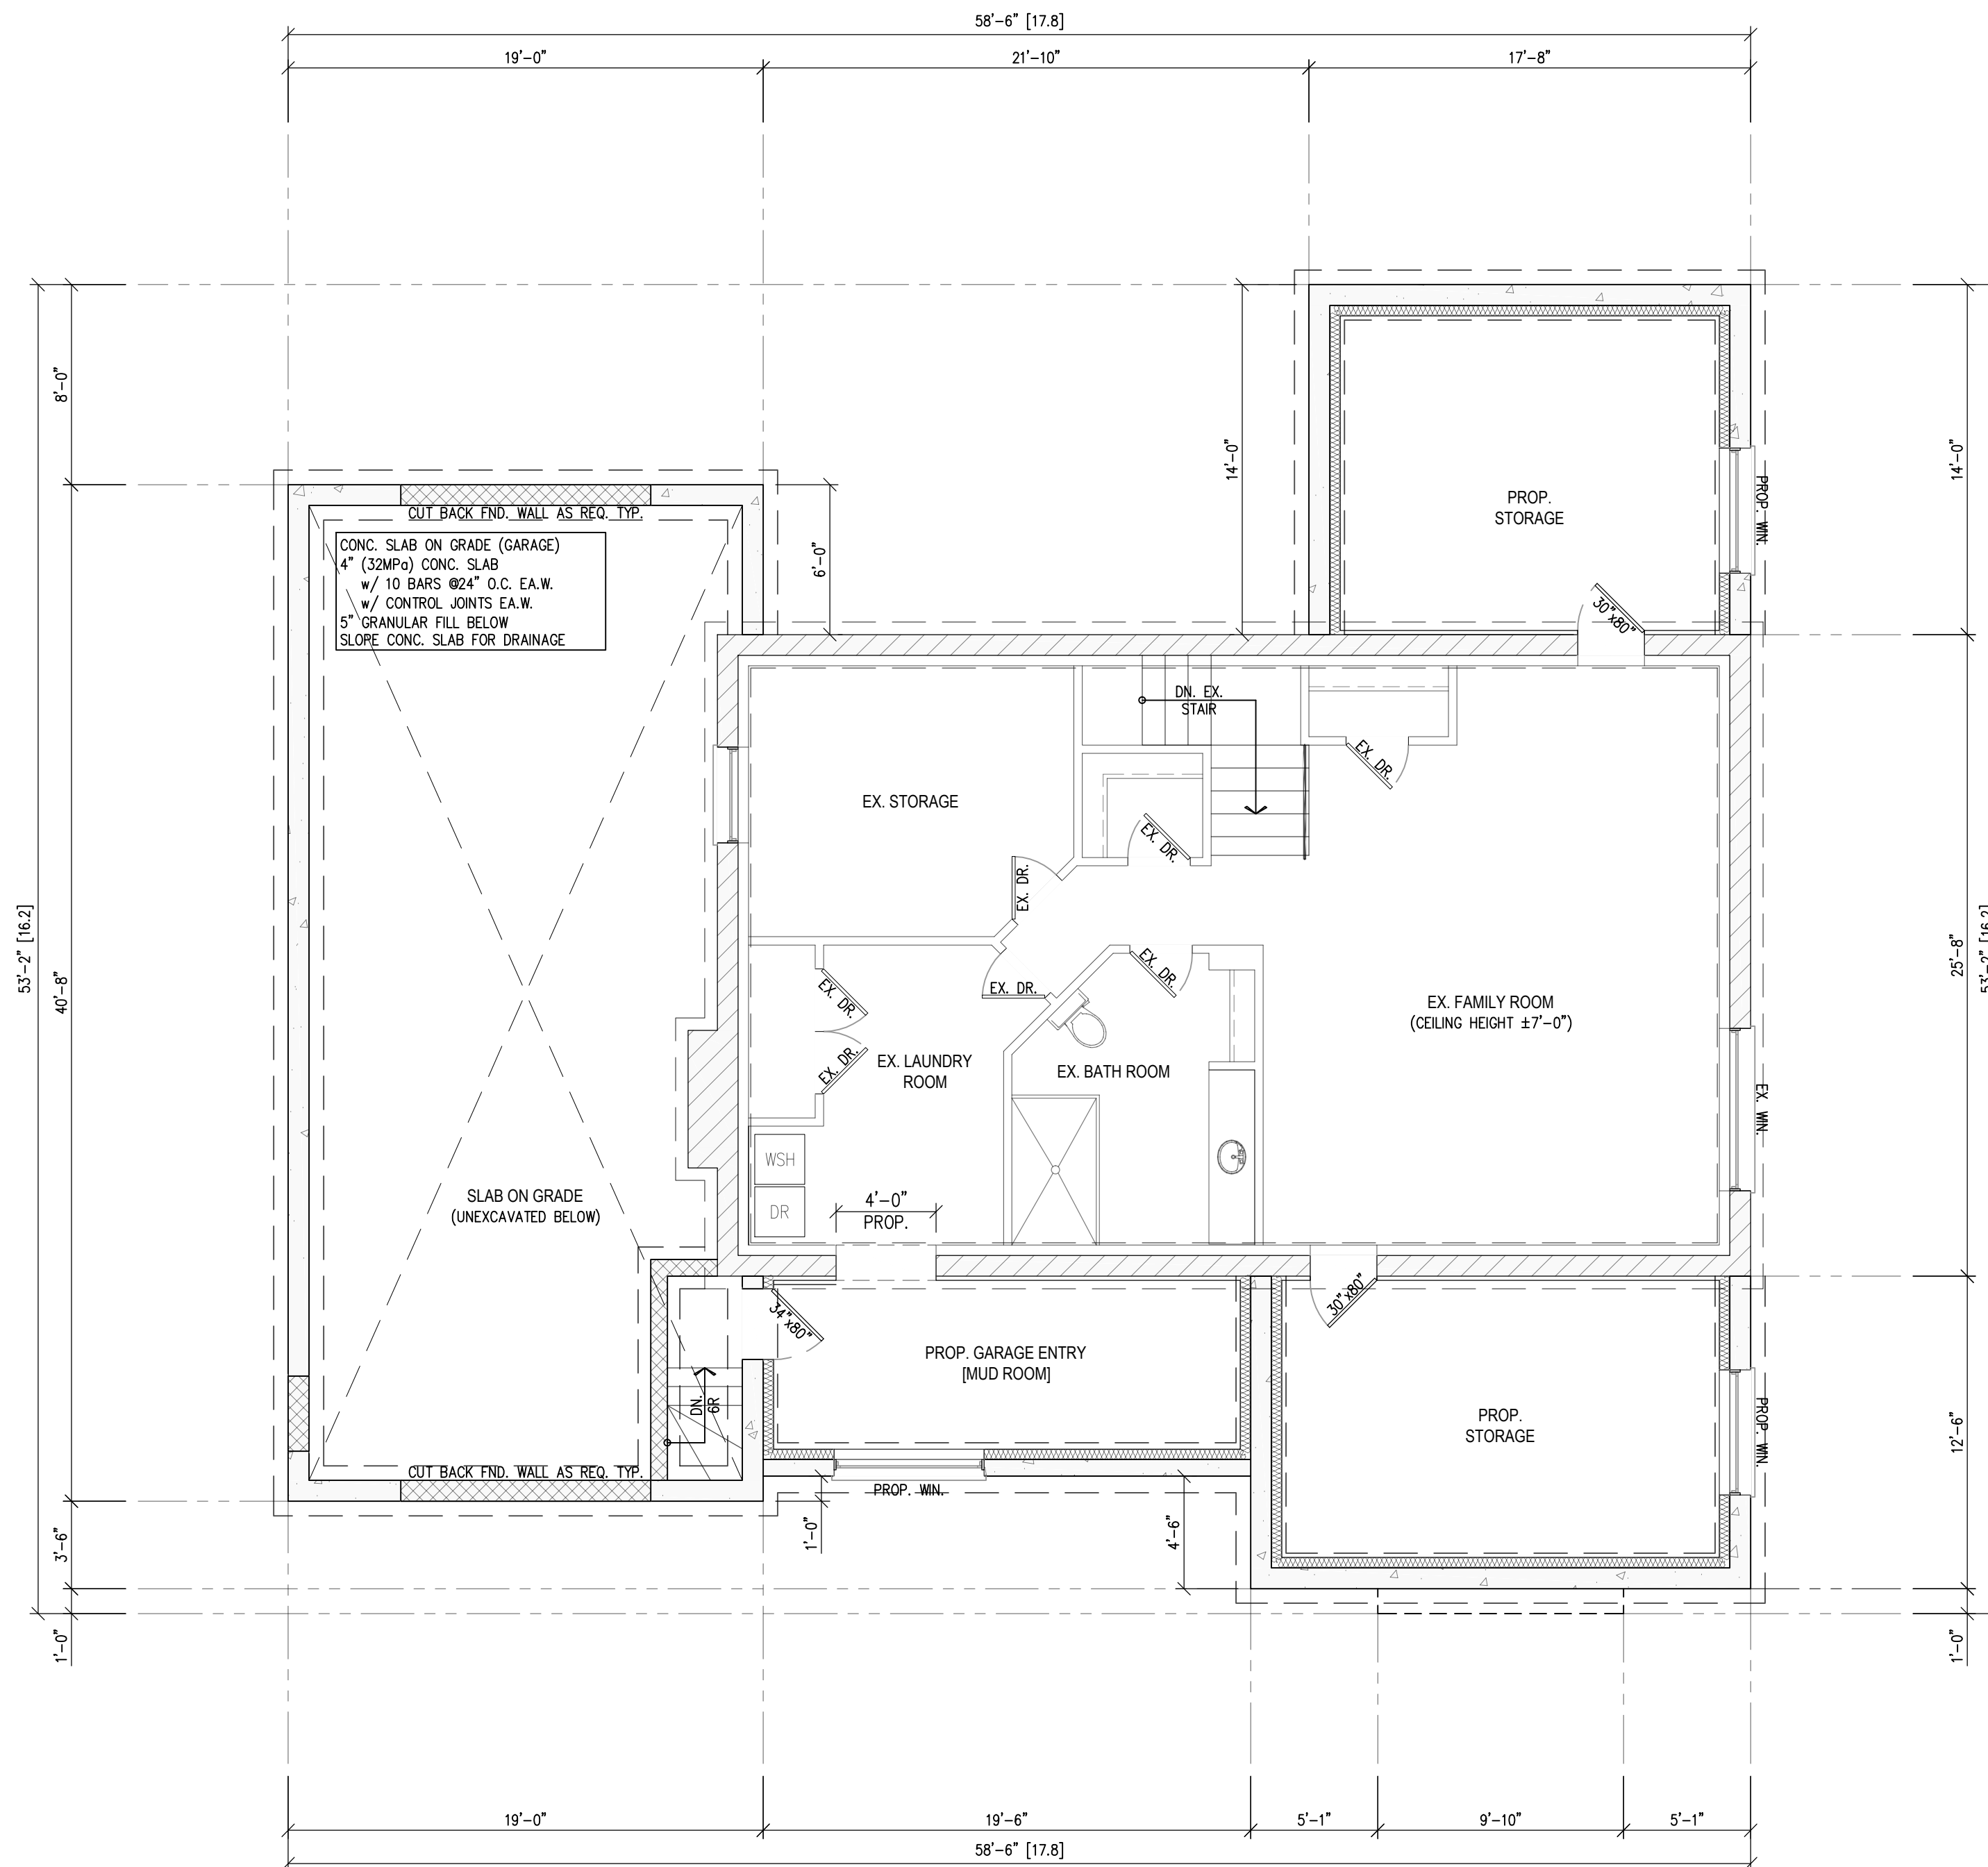 58'-6" [17.8]
19'-0"
21'-10"
17'-8"
8'-0"
14'-0"
14'-0"
PROP.
STORAGE
PROP. WIN.
30"x80"
CUT BACK FND. WALL AS REQ. TYP.
CONC. SLAB ON GRADE (GARAGE)
4" (32MPa) CONC. SLAB
w/ 10 BARS @24" O.C. EA.W.
w/ CONTROL JOINTS EA.W.
5" GRANULAR FILL BELOW
SLOPE CONC. SLAB FOR DRAINAGE
6'-0"
DN. EX.
STAIR
EX. DR.
EX. STORAGE
EX. DR.
EX. DR.
53'-2" [16.2]
40'-8"
25'-8"
53'-2" [16.2]
EX. DR.
EX. DR.
EX. DR.
EX. DR.
EX. FAMILY ROOM
(CEILING HEIGHT ±7'-0")
EX. LAUNDRY
ROOM
EX. BATH ROOM
EX. WIN.
WSH
DR
4'-0"
PROP.
SLAB ON GRADE
(UNEXCAVATED BELOW)
34"x80"
30"x80"
PROP. GARAGE ENTRY
[MUD ROOM]
DN.
6R
PROP.
STORAGE
PROP. WIN.
12'-6"
CUT BACK FND. WALL AS REQ. TYP.
PROP. WIN.
3'-6"
1'-0"
4'-6"
1'-0"
1'-0"
19'-0"
19'-6"
5'-1"
9'-10"
5'-1"
58'-6" [17.8]